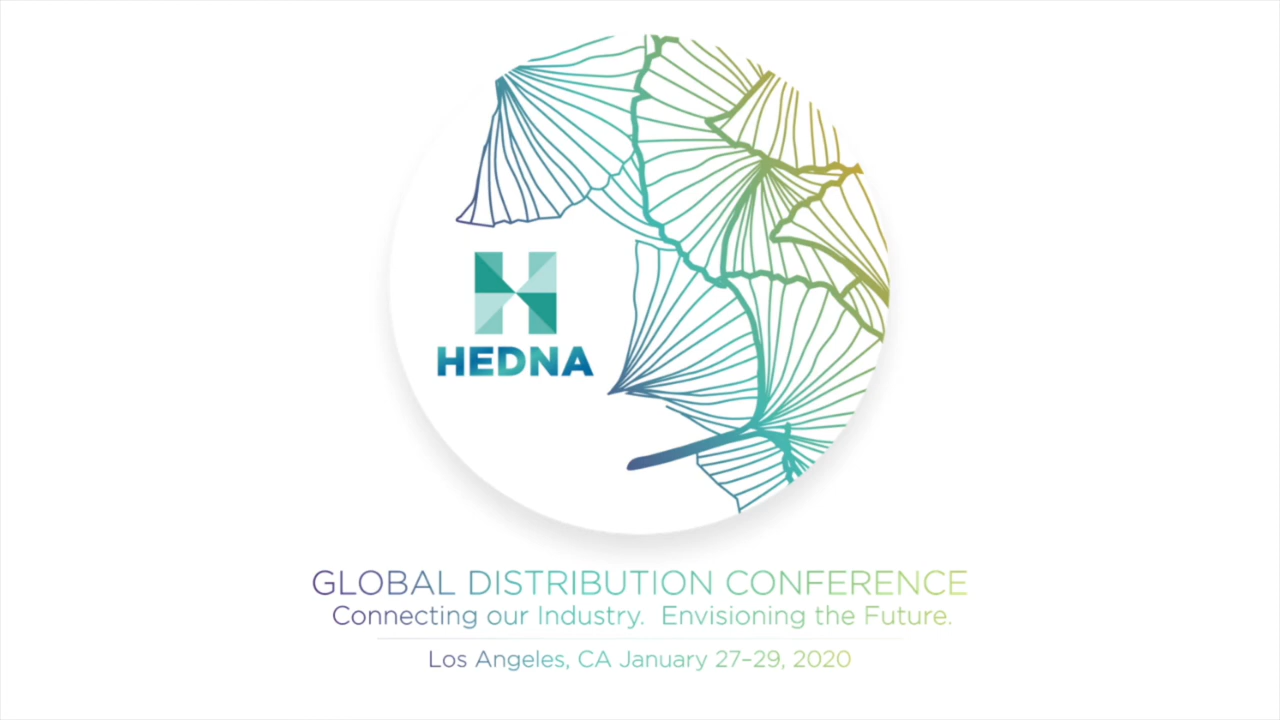 HEDNA
GLOBAL DISTRIBUTION CONFERENCE
Connecting our Industry. Envisioning the Future.
Los Angeles, CA January 27–29, 2020